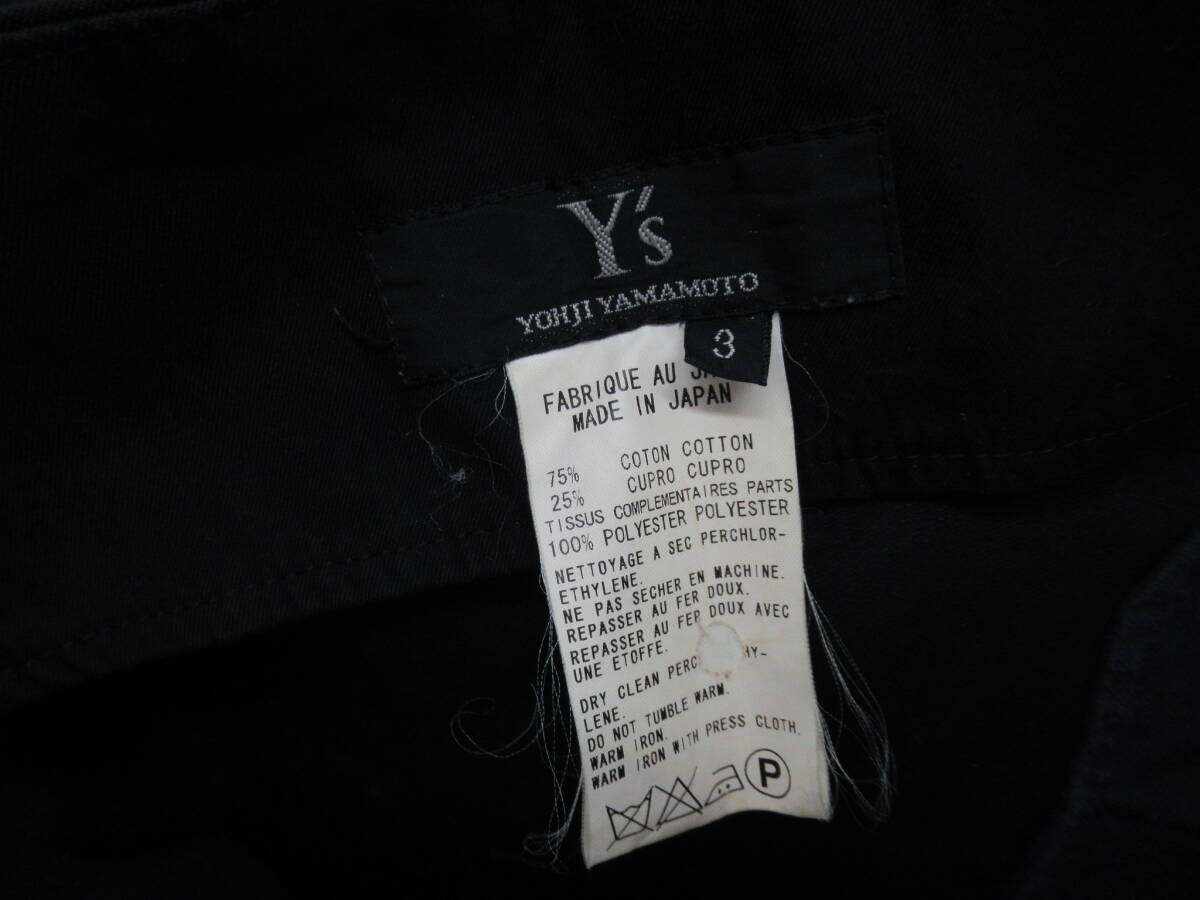 Y's
YOHJI YAMAMOTO
3
FABRIQUE AU
MADE IN JAPAN
75% COTON COTTON
25% CUPRO CUPRO
TISSUS COMPLEMENTAIRES PARTS
100% POLYESTER POLYESTER
NETTOYAGE A SEC PERCHLOR-
ETHYLENE.
NE PAS SECHER EN MACHINE.
REPASSER AU FER DOUX.
REPASSER AU FER DOUX AVEC
UNE ETOFFE.
DRY CLEAN
LENE.
DO NOT TUMBLE WARM.
WARM IRON.
WARM IRON WITH PRESS CLOTH.
P